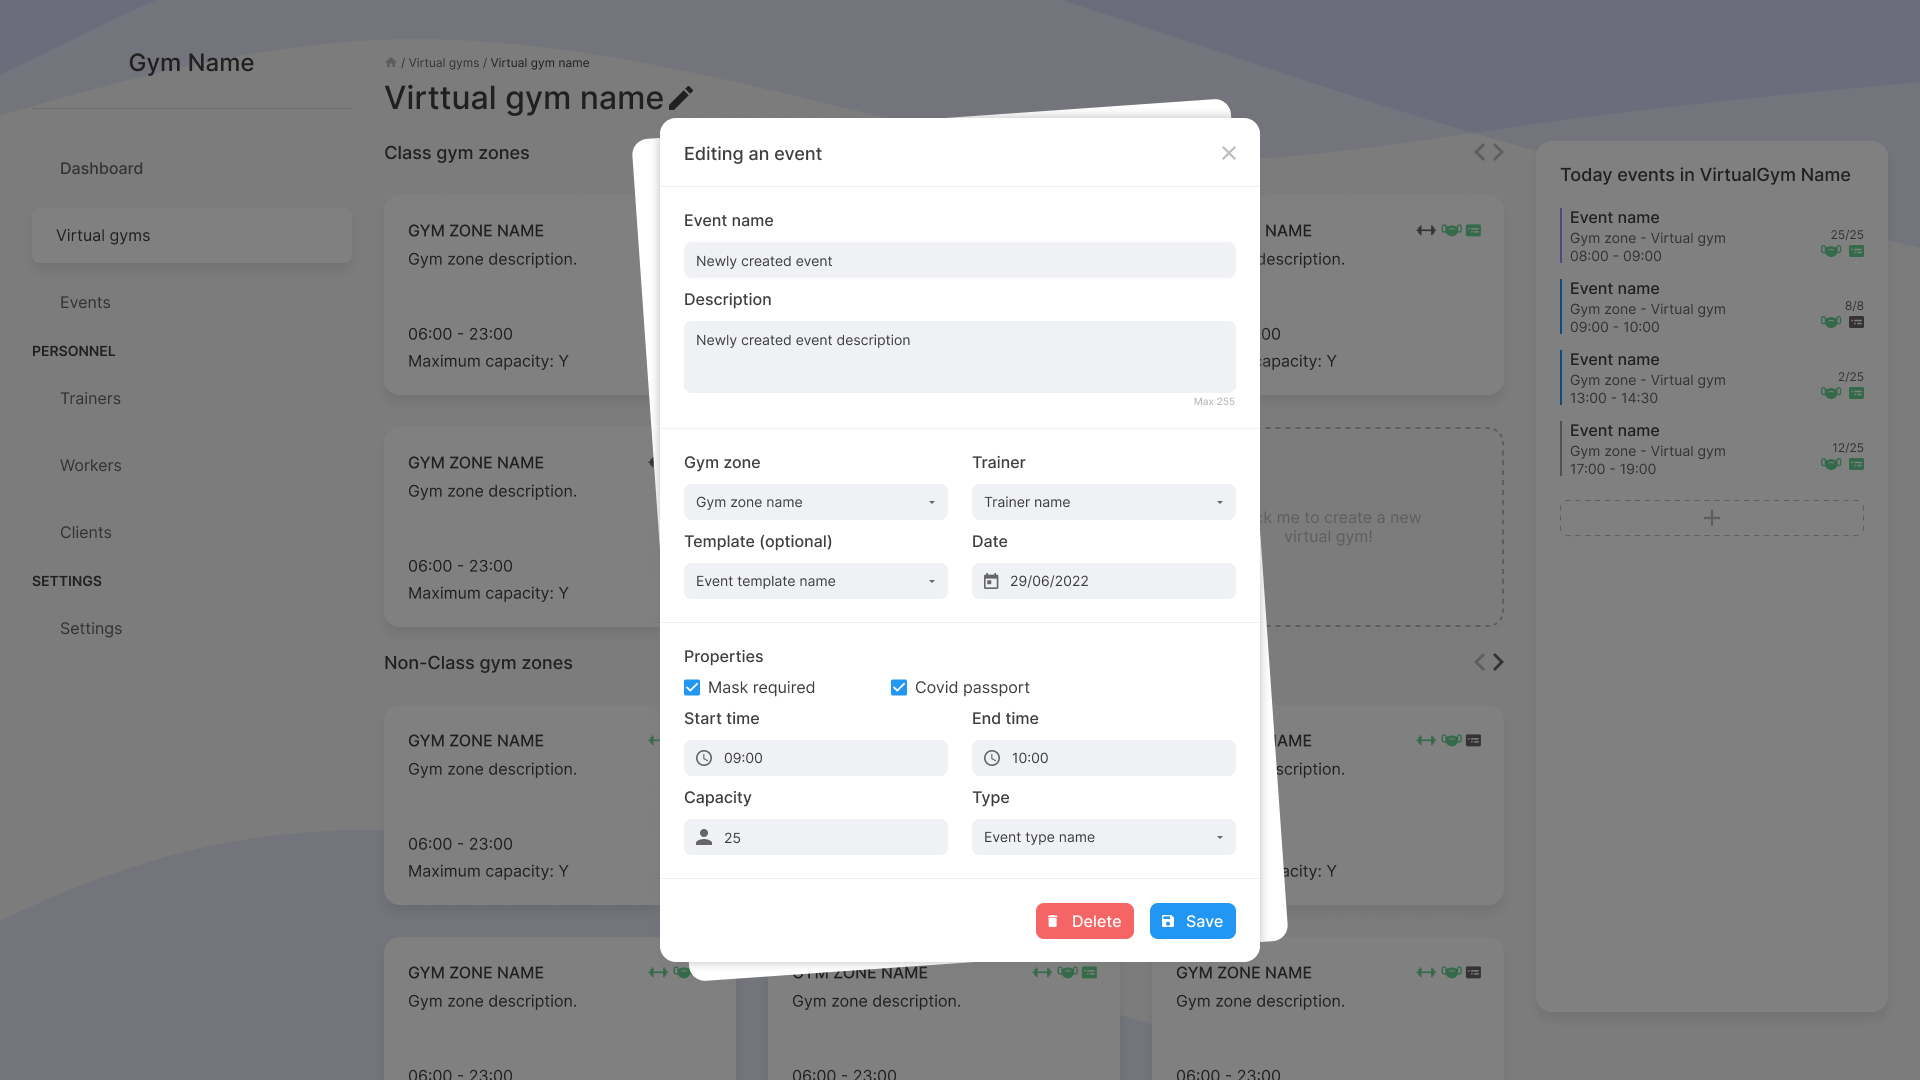 Gym Name
Dashboard
Virtual gyms
Events
PERSONNEL
Trainers
Workers
Clients
SETTINGS
Settings
/ Virtual gyms / Virtual gym name
Virttual gym name
Class gym zones
GYM ZONE NAME
Gym zone description.
06:00 - 23:00
Maximum capacity: Y
NAME
description.
:00
capacity: Y
GYM ZONE NAME
Gym zone description.
06:00 - 23:00
Maximum capacity: Y
me to create a new
virtual gym!
Non-Class gym zones
GYM ZONE NAME
Gym zone description.
06:00 - 23:00
Maximum capacity: Y
NAME
scription.
acity: Y
GYM ZONE NAME
Gym zone description.
06:00 - 23:00
GYM ZONE NAME
Gym zone description.
06:00 - 23:00
GYM ZONE NAME
Gym zone description.
06:00 - 23:00
Editing an event
Event name
Newly created event
Description
Newly created event description
Max 255
Gym zone
Trainer
Gym zone name
Trainer name
Template (optional)
Date
Event template name
29/06/2022
Properties
Mask required
Covid passport
Start time
End time
09:00
10:00
Capacity
Type
25
Event type name
Delete
Save
Today events in VirtualGym Name
Event name
Gym zone - Virtual gym
25/25
08:00 - 09:00
Event name
Gym zone - Virtual gym
8/8
09:00 - 10:00
Event name
Gym zone - Virtual gym
2/25
13:00 - 14:30
Event name
Gym zone - Virtual gym
12/25
17:00 - 19:00